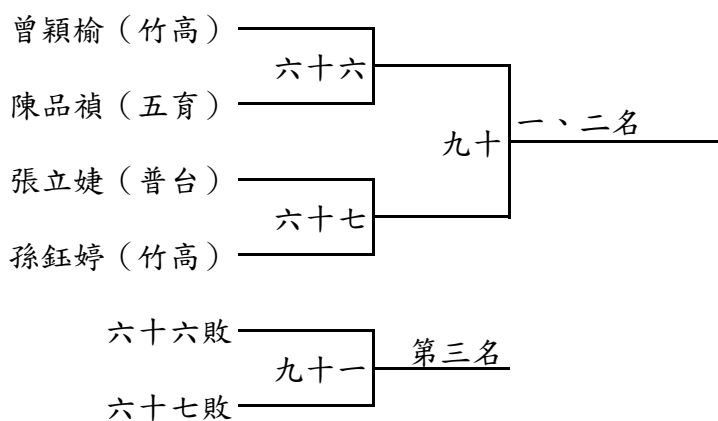 曾穎榆（竹高）
六十六
陳品禎（五育）
九十
一、二名
張立婕（普台）
六十七
孫鈺婷（竹高）
六十六敗
九十一
第三名
六十七敗